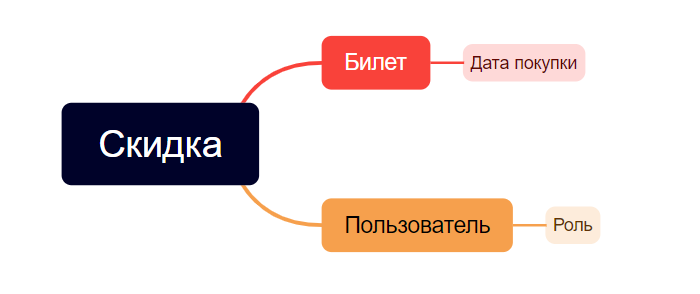 Скидка
Билет
Дата покупки
Пользователь
Роль